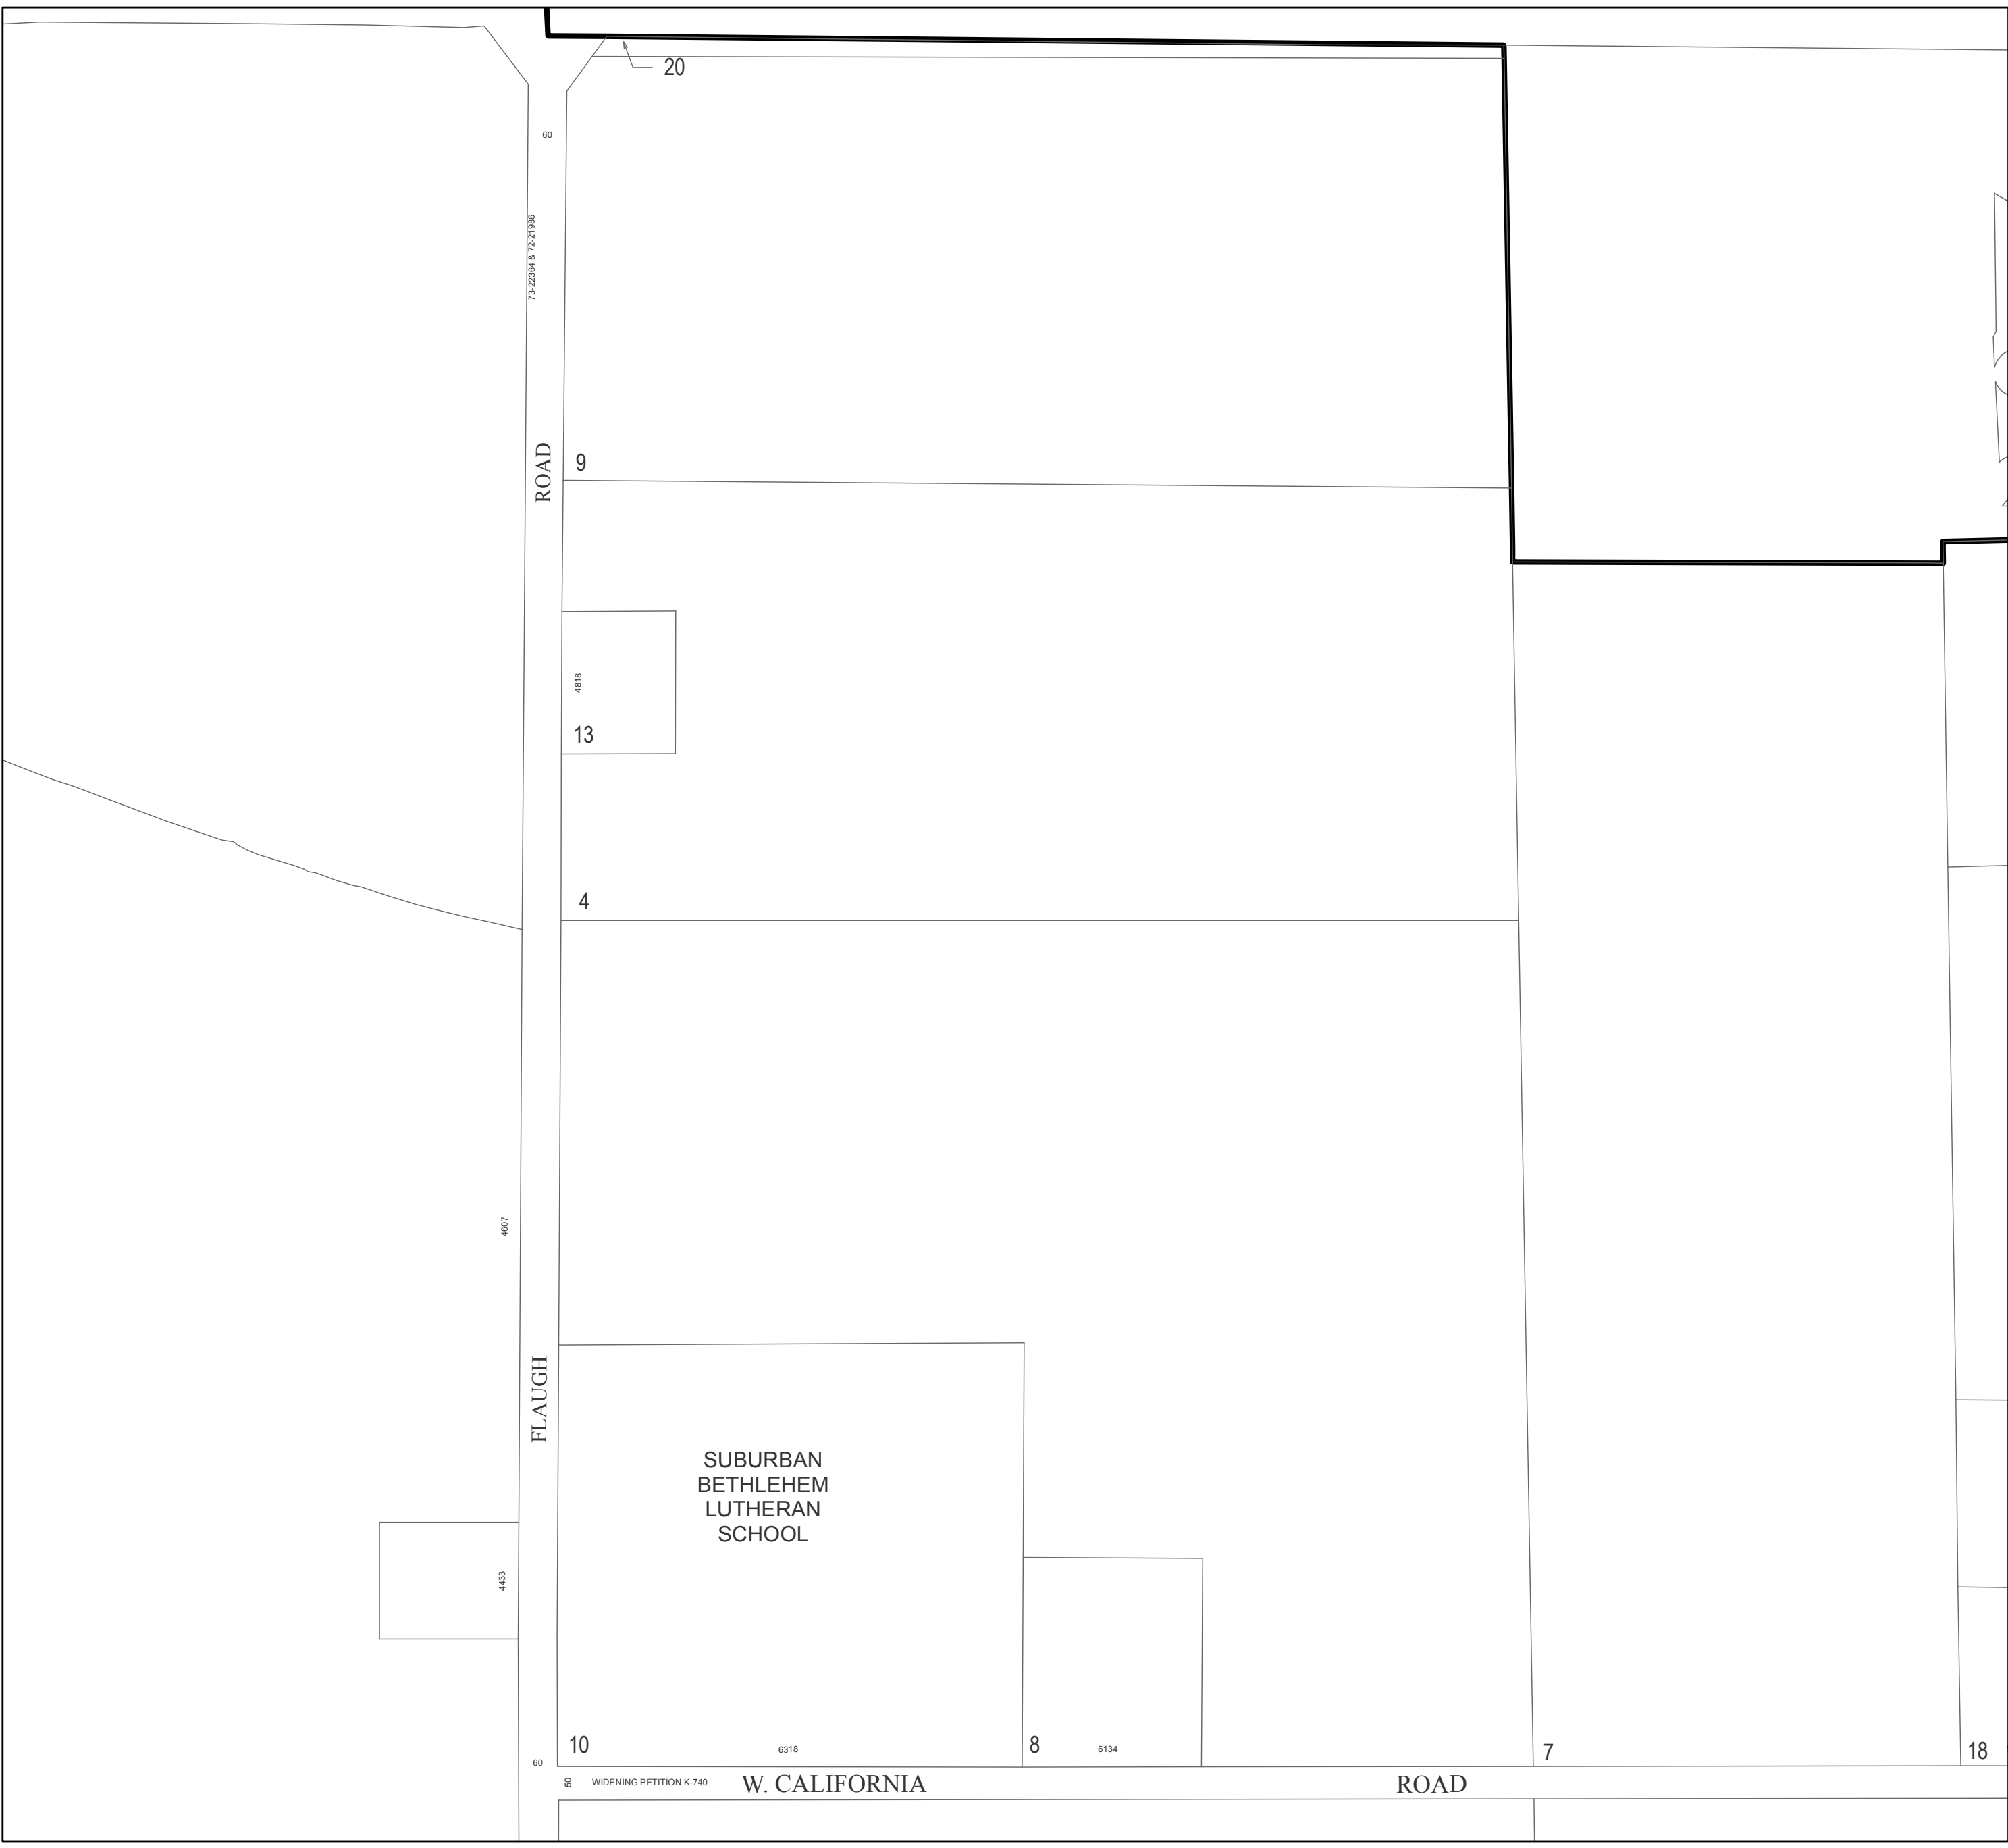 20
60
73-22364 & 72-21986
ROAD
9
4818
13
4
4607
FLAUGH
SUBURBAN
BETHLEHEM
LUTHERAN
SCHOOL
4433
10
6318
8
6134
7
18
60
50
WIDENING PETITION K-740
W. CALIFORNIA
ROAD